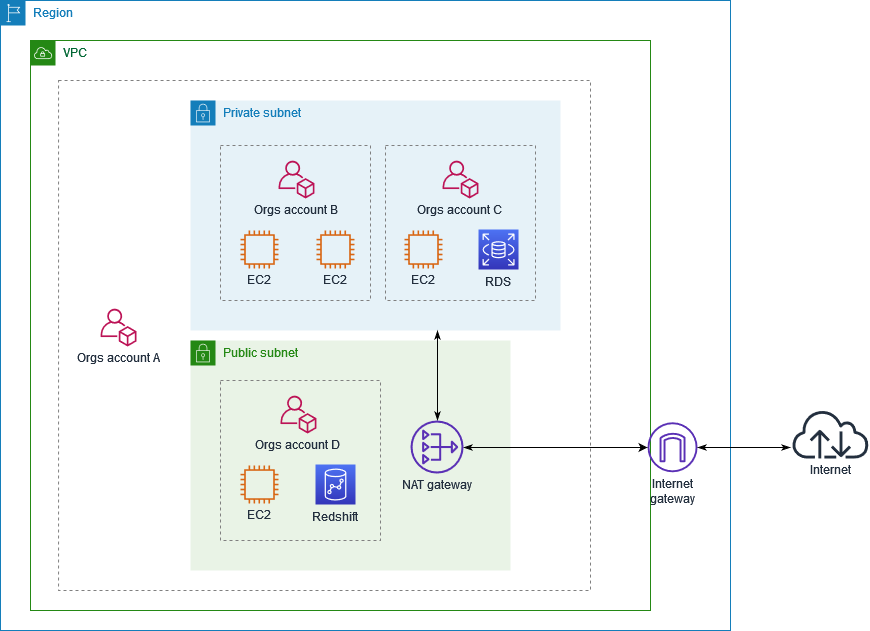 Region
VPC
Private subnet
Orgs account B
Orgs account C
EC2
EC2
EC2
RDS
Orgs account A
Public subnet
Orgs account D
EC2
Redshift
NAT gateway
Internet
gateway
Internet